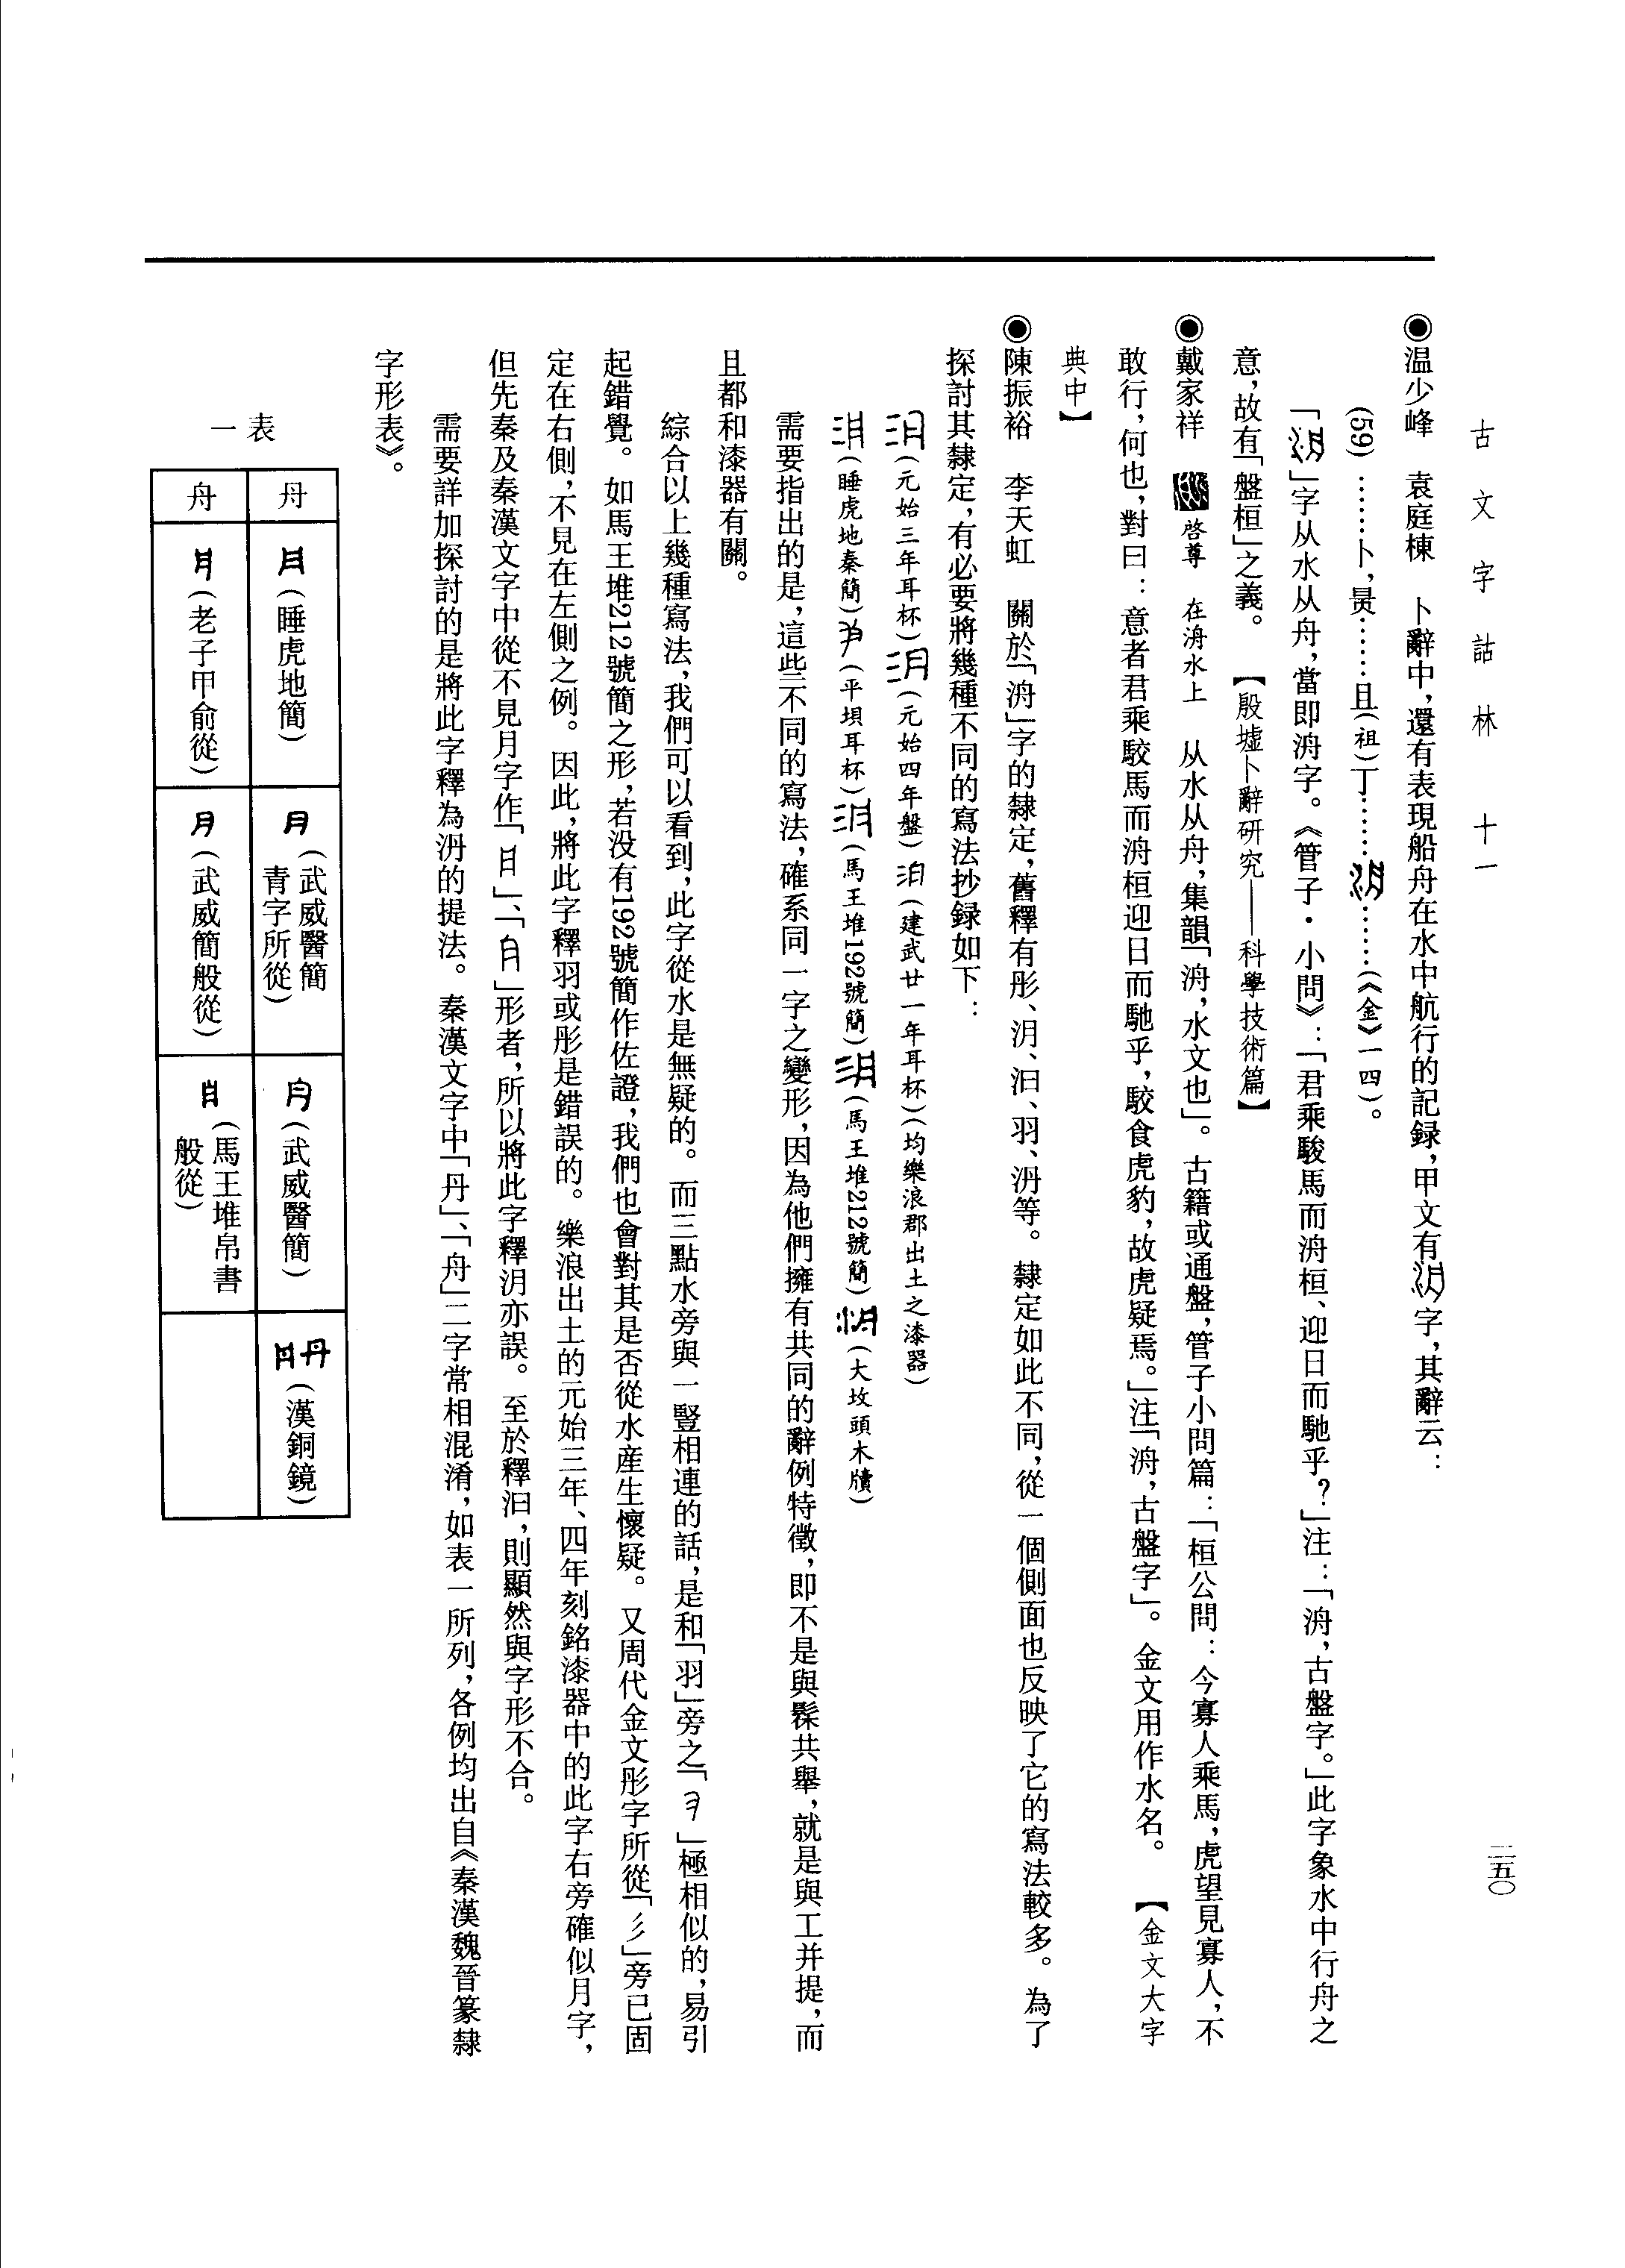 古文字詁林　十一
二五〇
◉温少峰　袁庭棟　卜辭中，還有表現船舟在水中航行的記録，甲文有字，其辭云：
(59)……卜，㫷……且(祖)丁…………(《金》一四)。
「」字从水从舟，當即洀字。《管子·小問》：「君乘駿馬而洀桓、迎日而馳乎？」注：「洀，古盤字。」此字象水中行舟之
意，故有「盤桓」之義。　【殷墟卜辭研究——科學技術篇】
◉戴家祥　啓尊　在洀水上　从水从舟，集韻「洀，水文也」。古籍或通盤，管子小問篇：「桓公問：今寡人乘馬，虎望見寡人，不
敢行，何也，對曰：意者君乘駮馬而洀桓迎日而馳乎，駮食虎豹，故虎疑焉。」注「洀，古盤字」。金文用作水名。　【金文大字
典中】
◉陳振裕　李天虹　關於「洀」字的隸定，舊釋有彤、汈、汩、羽、洀等。隸定如此不同，從一個側面也反映了它的寫法較多。為了
探討其隸定，有必要將幾種不同的寫法抄録如下：
(元始三年耳杯)(元始四年盤)(建武廿一年耳杯)(均樂浪郡出土之漆器)
(睡虎地秦簡)(平垻耳杯)(馬王堆192號簡)(馬王堆212號簡)(大坟頭木牘)
需要指出的是，這些不同的寫法，確系同一字之變形，因為他們擁有共同的辭例特徵，即不是與髹共舉，就是與工并提，而
且都和漆器有關。
綜合以上幾種寫法，我們可以看到，此字從水是無疑的。而三點水旁與一豎相連的話，是和「羽」旁之「」極相似的，易引
起錯覺。如馬王堆212號簡之形，若没有192號簡作佐證，我們也會對其是否從水産生懷疑。又周代金文彤字所從「彡」旁已固
定在右側，不見在左側之例。因此，將此字釋羽或彤是錯誤的。樂浪出土的元始三年、四年刻銘漆器中的此字右旁確似月字，
但先秦及秦漢文字中從不見月字作「」、「」形者，所以將此字釋汈亦誤。至於釋汩，則顯然與字形不合。
需要詳加探討的是將此字釋為洀的提法。秦漢文字中「丹」、「舟」二字常相混淆，如表一所列，各例均出自《秦漢魏晉篆隸
字形表》。
表一
丹　(睡虎地簡)　(武威醫簡青字所從)　(武威醫簡)　(漢銅鏡)
舟　(老子甲俞從)　(武威簡般從)　(馬王堆帛書般從)